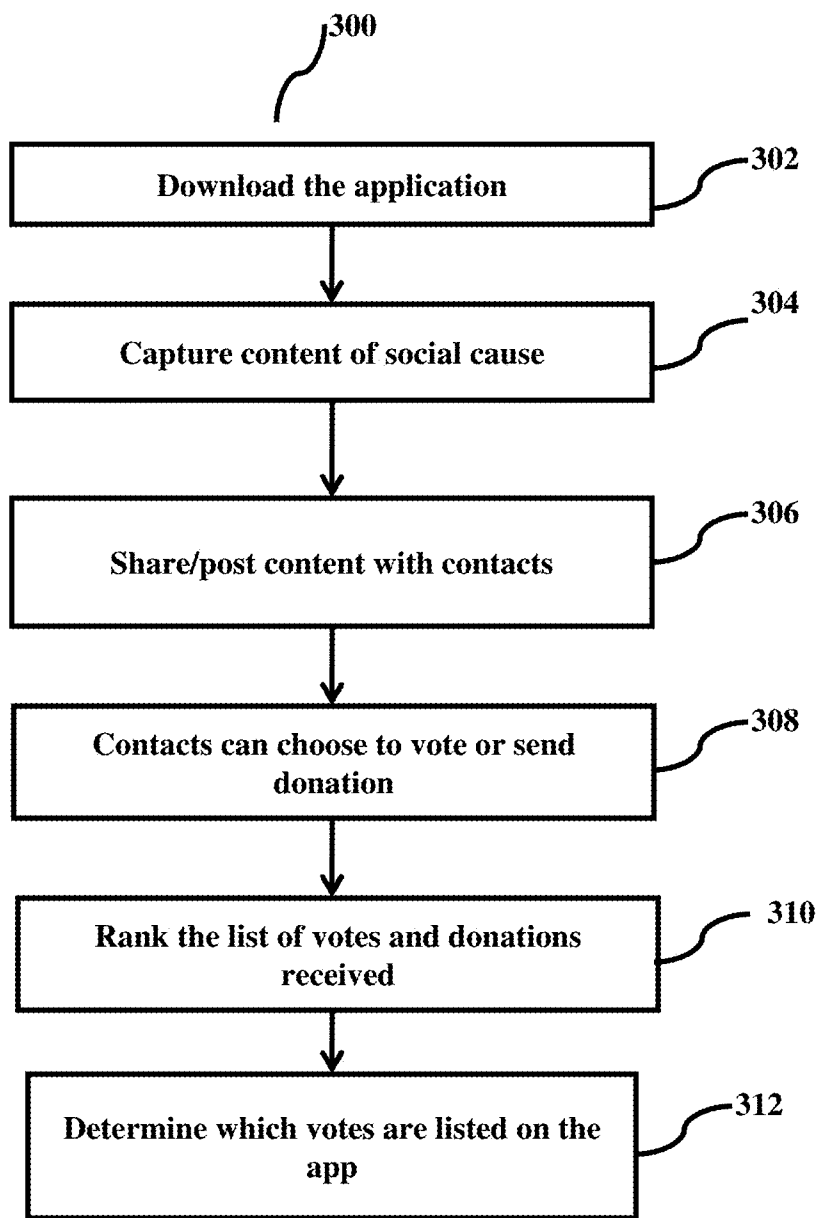 300
Download the application
302
Capture content of social cause
304
Share/post content with contacts
306
Contacts can choose to vote or send
donation
308
Rank the list of votes and donations
received
310
Determine which votes are listed on the
app
312